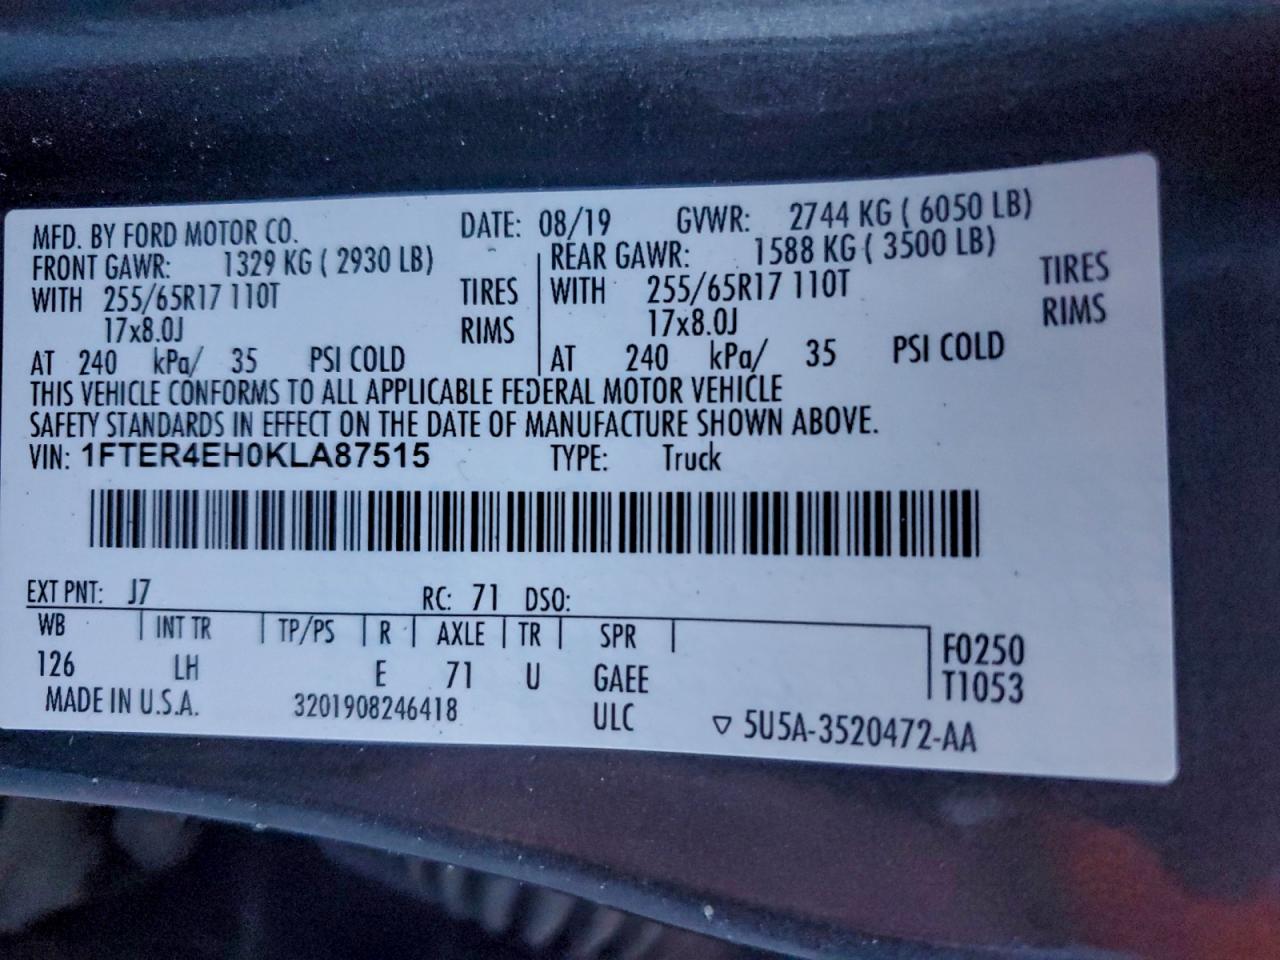 MFD. BY FORD MOTOR CO. DATE: 08/19 GVWR: 2744 KG ( 6050 LB)
FRONT GAWR: 1329 KG ( 2930 LB) REAR GAWR: 1588 KG ( 3500 LB)
WITH 255/65R17 110T TIRES WITH 255/65R17 110T TIRES
17x8.0J RIMS 17x8.0J RIMS
AT 240 kPa/ 35 PSI COLD AT 240 kPa/ 35 PSI COLD
THIS VEHICLE CONFORMS TO ALL APPLICABLE FEDERAL MOTOR VEHICLE
SAFETY STANDARDS IN EFFECT ON THE DATE OF MANUFACTURE SHOWN ABOVE.
VIN: 1FTER4EH0KLA87515 TYPE: Truck
EXT PNT: J7 RC: 71 DSO:
WB INT TR TP/PS R AXLE TR SPR F0250
126 LH E 71 U GAEE T1053
MADE IN U.S.A. 3201908246418 ULC ▽ 5U5A-3520472-AA